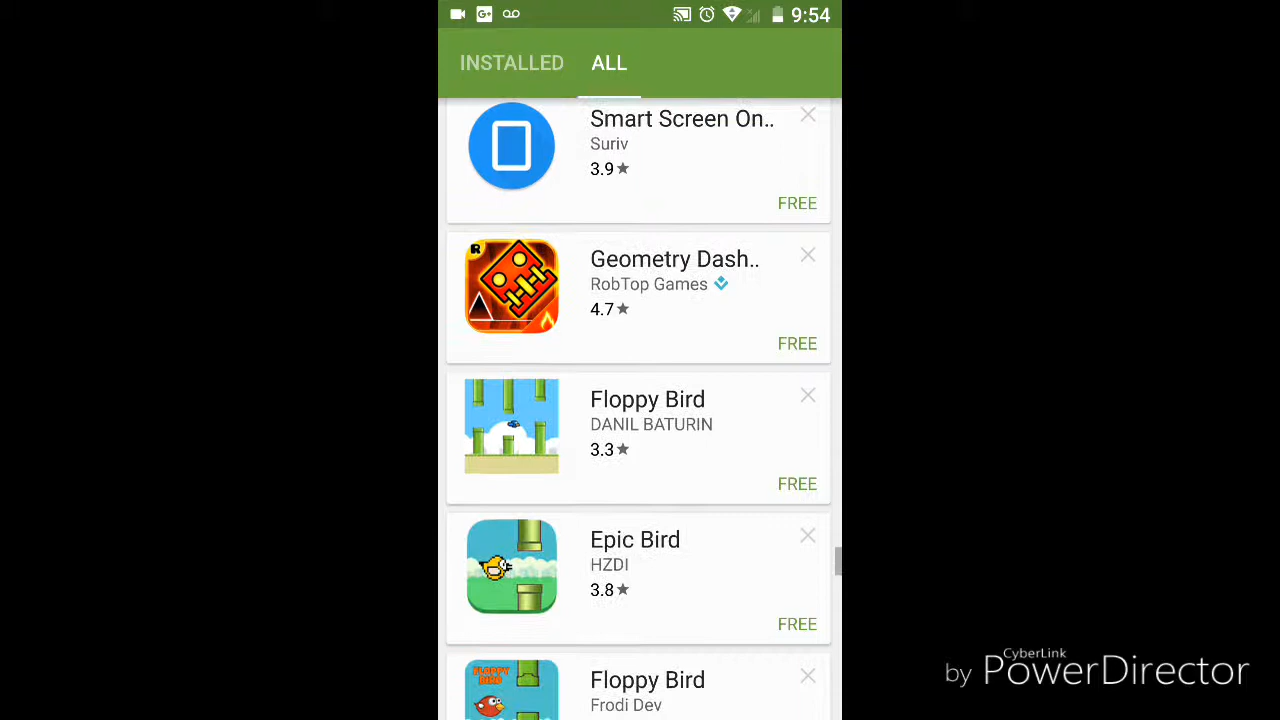 9:54
INSTALLED ALL
Smart Screen On..
Suriv
3.9★
FREE
R
Geometry Dash..
RobTop Games
4.7★
FREE
Floppy Bird
DANIL BATURIN
3.3★
FREE
Epic Bird
HZDI
3.8★
FREE
FLOPPY
BIRD
Floppy Bird
Frodi Dev
CyberLink
by PowerDirector